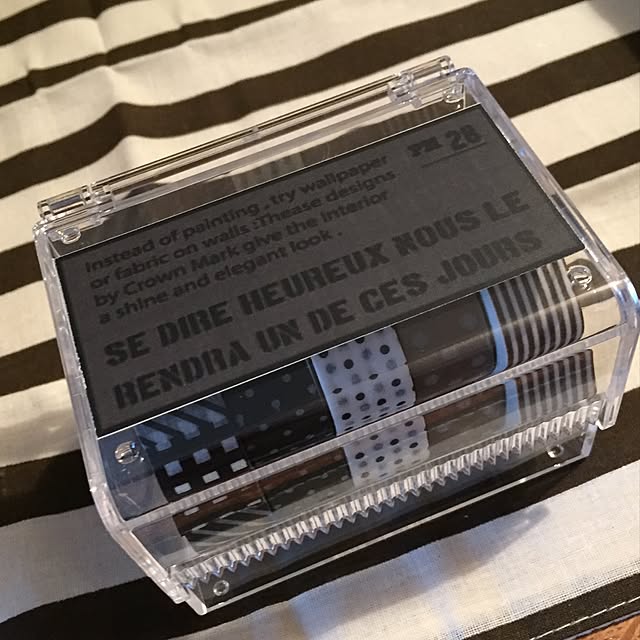 Instead of painting , try wallpaper
or fabric on walls ; Thease designs
by Crown Mark give the interior
a shine and elegant look .
PM 28
SE DIRE HEUREUX NOUS LE
RENDRA UN DE CES JOURS